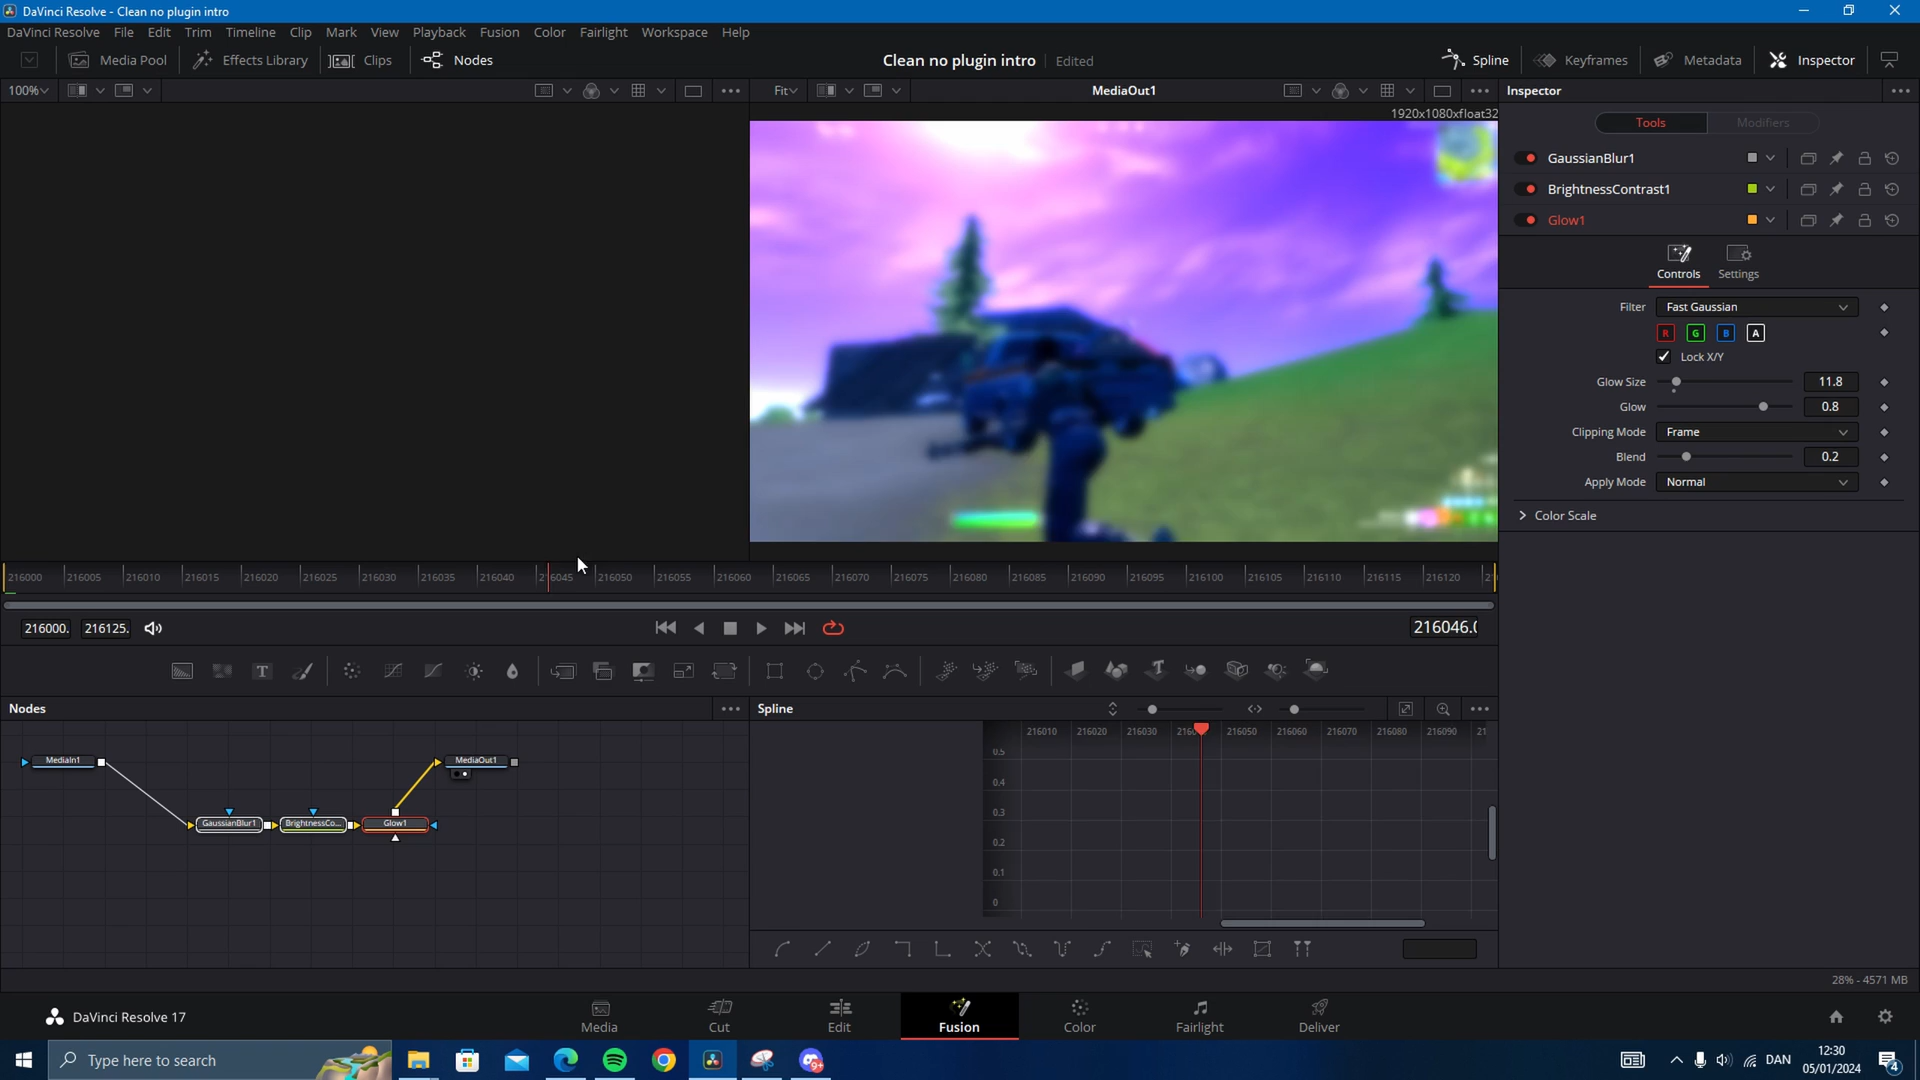 DaVinci Resolve - Clean no plugin intro
DaVinci Resolve File Edit Trim Timeline Clip Mark View Playback Fusion Color Fairlight Workspace Help
Media Pool Effects Library Clips Nodes Clean no plugin intro Edited Spline Keyframes Metadata Inspector
100% Fit MediaOut1 Inspector
1920x1080xfloat32
Tools Modifiers
GaussianBlur1
BrightnessContrast1
Glow1
Controls Settings
Filter Fast Gaussian
R G B A
Lock X/Y
Glow Size 11.8
Glow 0.8
Clipping Mode Frame
Blend 0.2
Apply Mode Normal
Color Scale
216000 216005 216010 216015 216020 216025 216030 216035 216040 216045 216050 216055 216060 216065 216070 216075 216080 216085 216090 216095 216100 216105 216110 216115 216120
216000. 216125. 216046.0
T
Nodes Spline
216010 216020 216030 216050 216060 216070 216080 216090
MediaIn1 MediaOut1
0.5
0.4
0.3
GaussianBlur1 BrightnessCo... Glow1
0.2
0.1
0
28% - 4571 MB
DaVinci Resolve 17 Media Cut Edit Fusion Color Fairlight Deliver
Type here to search 9+ DAN 12:30
05/01/2024 4